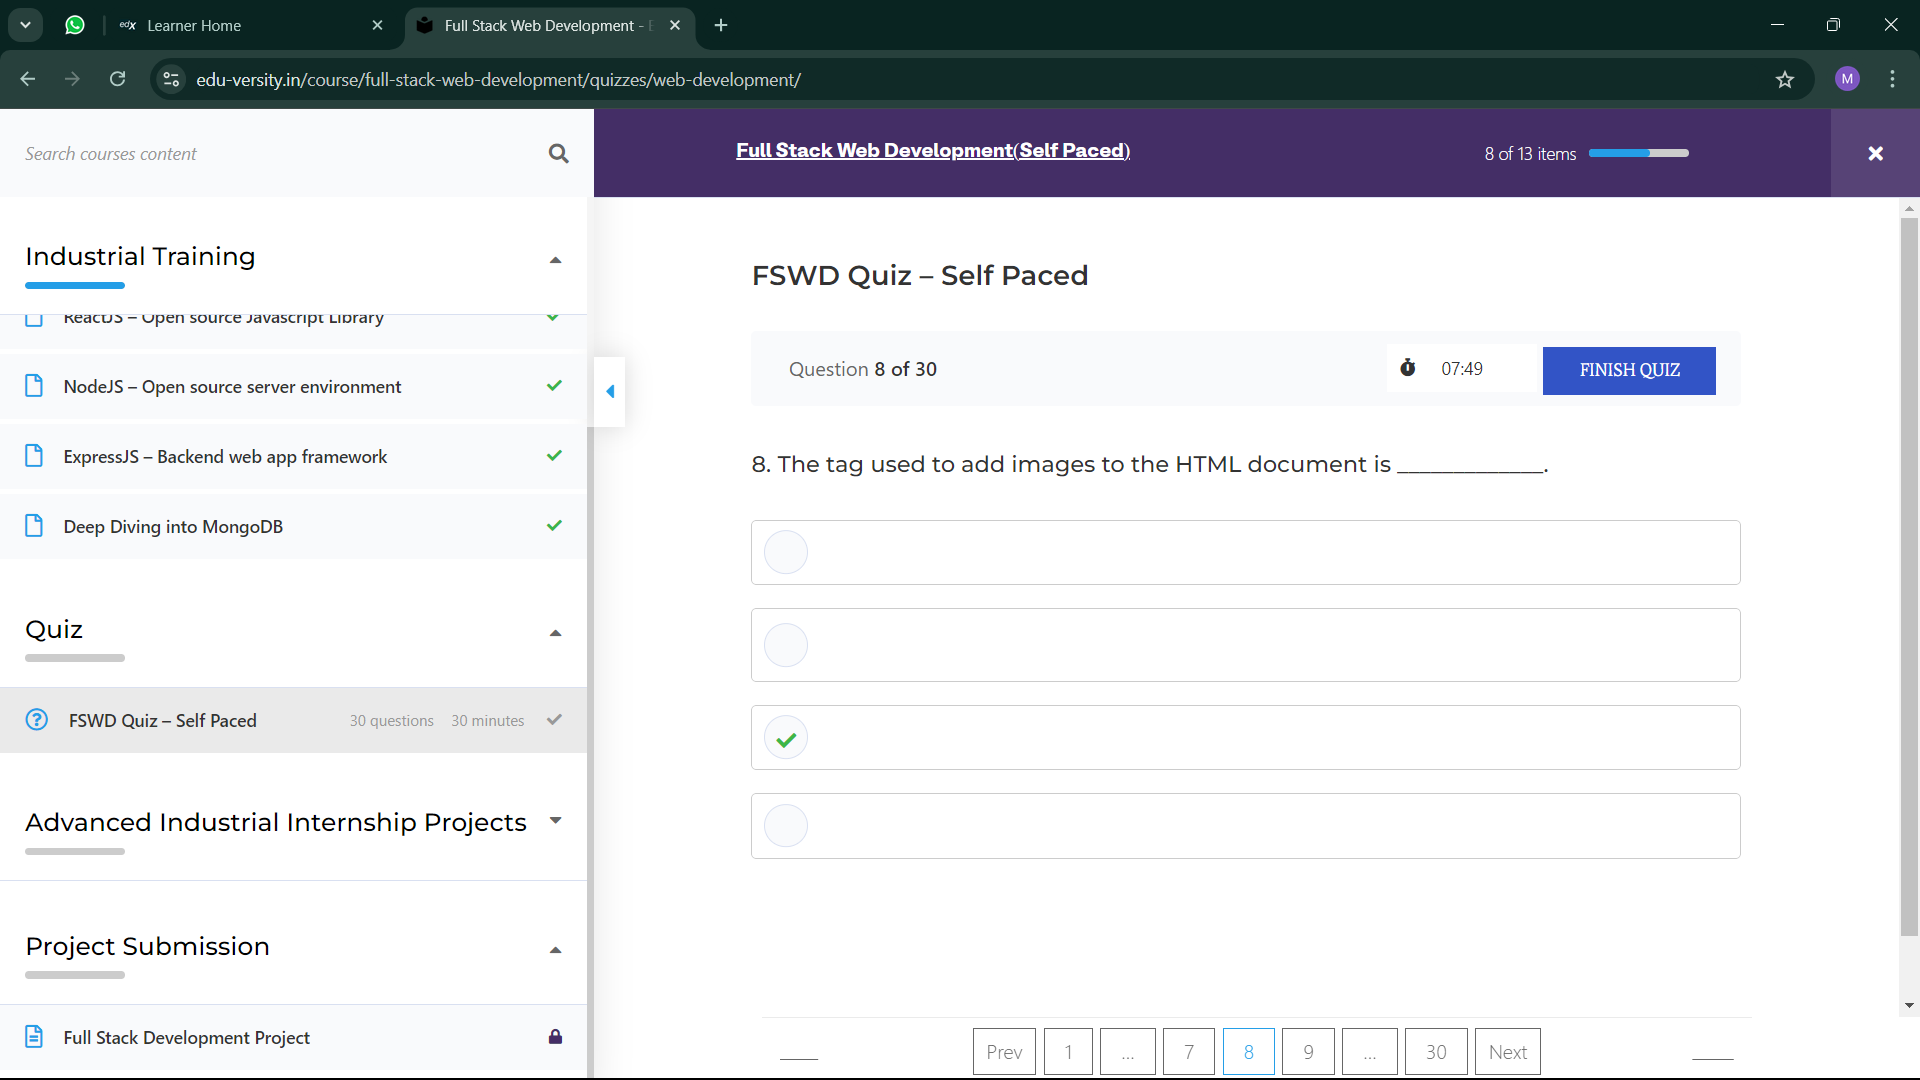 edX Learner Home
Full Stack Web Development -
edu-versity.in/course/full-stack-web-development/quizzes/web-development/
M
Search courses content
Full Stack Web Development(Self Paced)
8 of 13 items
Industrial Training
ReactJS – Open source Javascript Library
NodeJS – Open source server environment
ExpressJS – Backend web app framework
Deep Diving into MongoDB
Quiz
FSWD Quiz – Self Paced 30 questions 30 minutes
Advanced Industrial Internship Projects
Project Submission
Full Stack Development Project
FSWD Quiz – Self Paced
Question 8 of 30
07:49
FINISH QUIZ
8. The tag used to add images to the HTML document is _____________.
Prev 1 ... 7 8 9 ... 30 Next